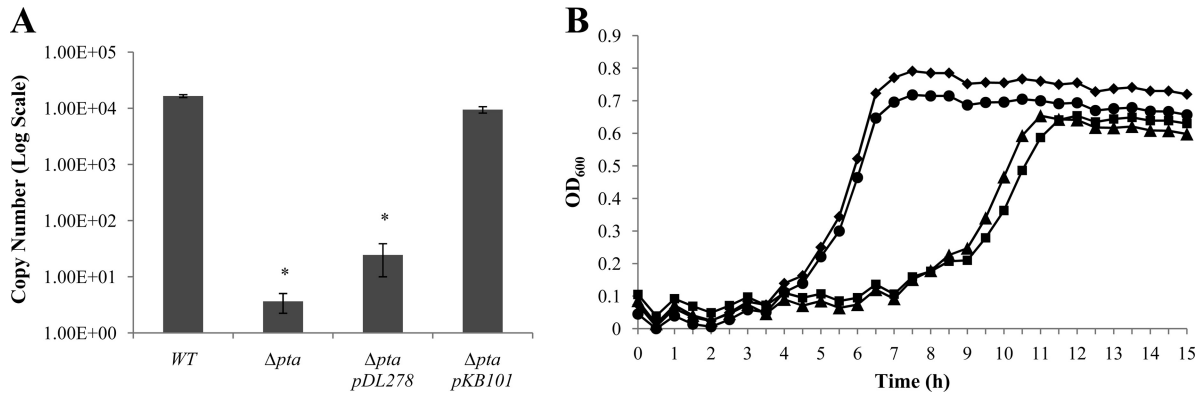 A
Copy Number (Log Scale)
1.00E+05
1.00E+04
1.00E+03
1.00E+02
1.00E+01
1.00E+00
*
*
WT
Δpta
Δpta
pDL278
Δpta
pKB101
B
OD600
0.9
0.8
0.7
0.6
0.5
0.4
0.3
0.2
0.1
0
0 1 2 3 4 5 6 7 8 9 10 11 12 13 14 15
Time (h)